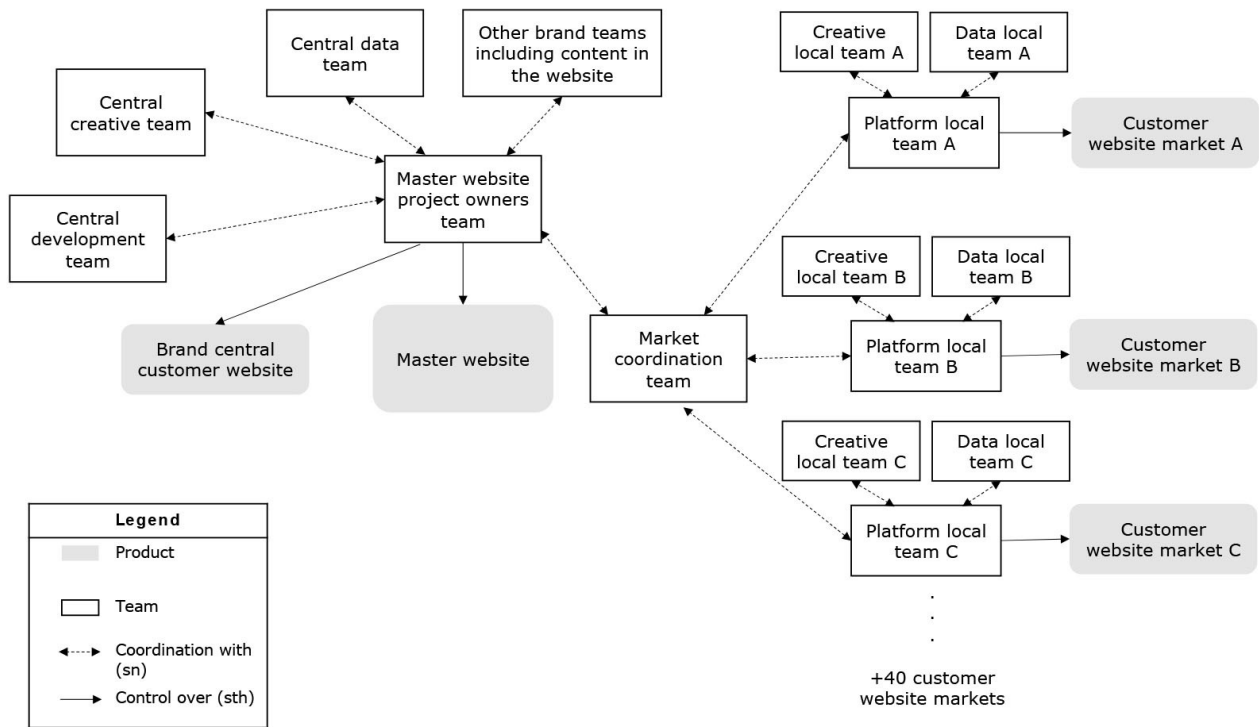 Central data
team
Other brand teams
including content in
the website
Central
creative team
Central
development
team
Master website
project owners
team
Brand central
customer website
Master website
Market
coordination
team
Creative
local team A
Data local
team A
Platform local
team A
Customer
website market A
Creative
local team B
Data local
team B
Platform local
team B
Customer
website market B
Creative
local team C
Data local
team C
Platform local
team C
Customer
website market C
.
.
.
+40 customer
website markets
Legend
Product
Team
Coordination with
(sn)
Control over (sth)